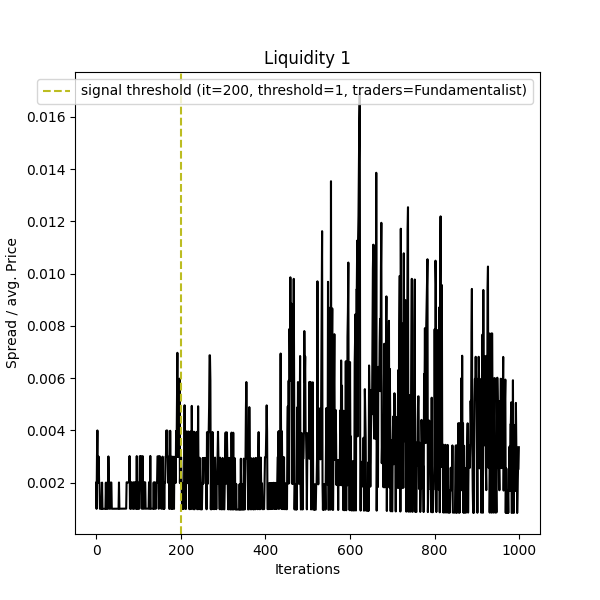 Liquidity 1
signal threshold (it=200, threshold=1, traders=Fundamentalist)
Spread / avg. Price
0.016
0.014
0.012
0.010
0.008
0.006
0.004
0.002
0 200 400 600 800 1000
Iterations